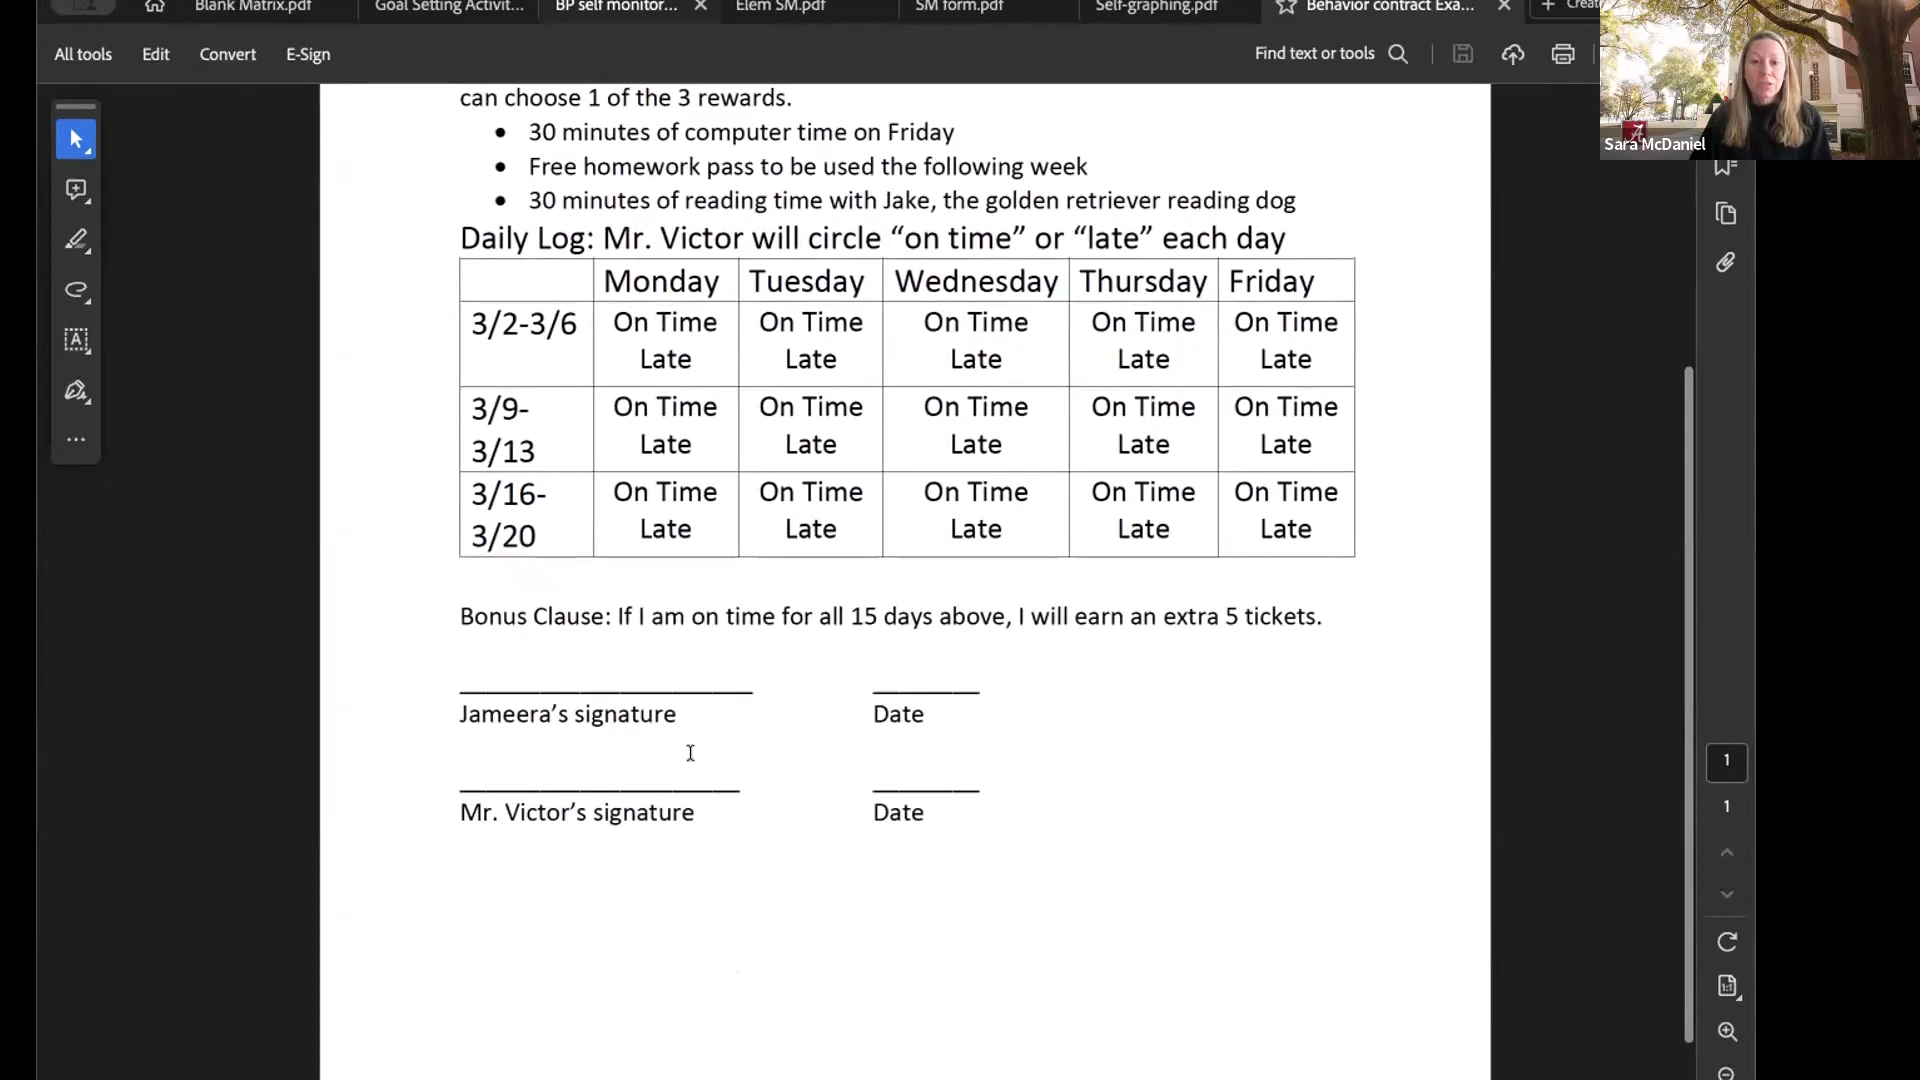 Blank Matrix.pdf
Goal Setting Activit...
BP self monitor...
Elem SM.pdf
SM form.pdf
Self-graphing.pdf
Behavior contract Exa...
All tools
Edit
Convert
E-Sign
Find text or tools
Sara McDaniel
can choose 1 of the 3 rewards.
• 30 minutes of computer time on Friday
• Free homework pass to be used the following week
• 30 minutes of reading time with Jake, the golden retriever reading dog
Daily Log: Mr. Victor will circle “on time” or “late” each day
Monday Tuesday Wednesday Thursday Friday
3/2-3/6 On Time On Time On Time On Time On Time
Late Late Late Late Late
3/9- On Time On Time On Time On Time On Time
3/13 Late Late Late Late Late
3/16- On Time On Time On Time On Time On Time
3/20 Late Late Late Late Late
Bonus Clause: If I am on time for all 15 days above, I will earn an extra 5 tickets.
Jameera’s signature Date
Mr. Victor’s signature Date
1
1